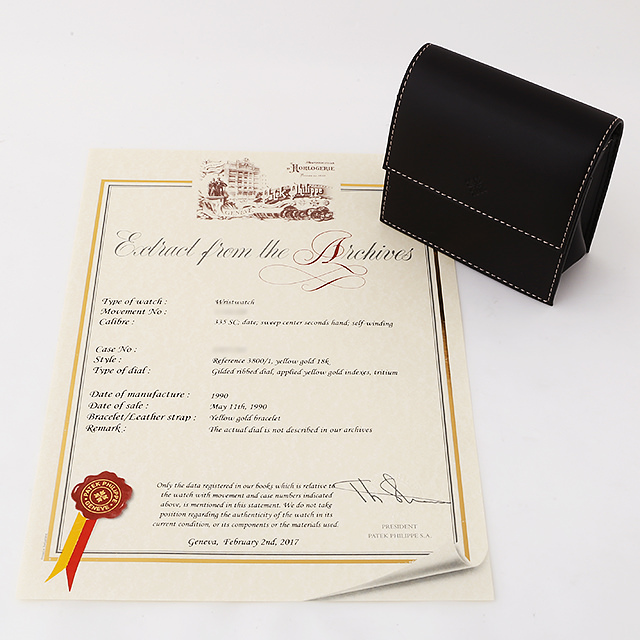 HORLOGERIE
Patek Philippe
GENÈVE
Extract from the Archives
Type of watch : Wristwatch
Movement No :
Calibre : 335 SC; date; sweep center seconds hand; self-winding
Case No :
Style : Reference 3800/1, yellow gold 18k
Type of dial : Gilded ribbed dial, applied yellow gold indexes, tritium
Date of manufacture : 1990
Date of sale : May 11th, 1990
Bracelet/Leather strap : Yellow gold bracelet
Remark : The actual dial is not described in our archives
Only the data registered in our books which is relative to
the watch with movement and case numbers indicated
above, is mentioned in this statement. We do not take
position regarding the authenticity of the watch in its
current condition, or its components or the materials used.
Geneva, February 2nd, 2017
PRESIDENT
PATEK PHILIPPE S.A.
PATEK PHILIPPE
GENEVE